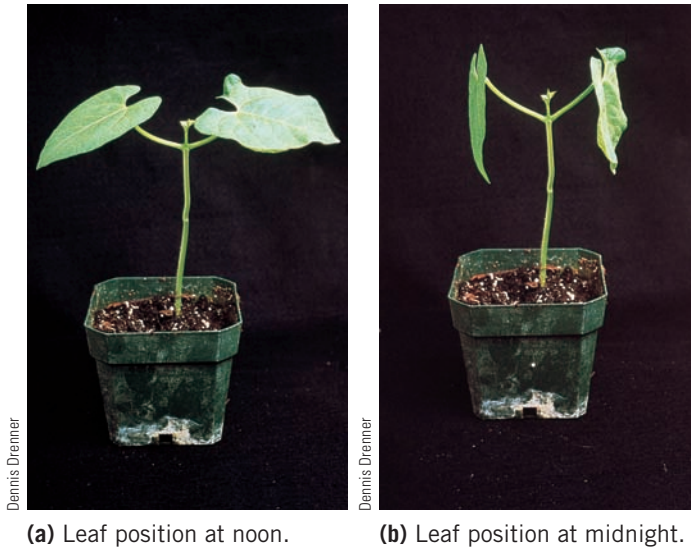 Dennis Drenner
Dennis Drenner
(a) Leaf position at noon.
(b) Leaf position at midnight.